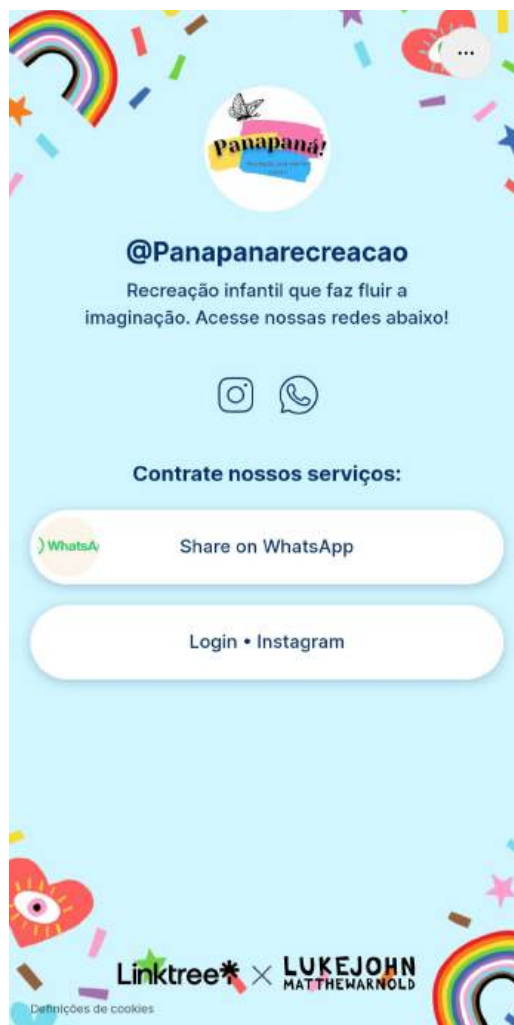 Panapaná!
@Panapanarecreacao
Recreação infantil que faz fluir a
imaginação. Acesse nossas redes abaixo!
Contrate nossos serviços:
WhatsA
Share on WhatsApp
Login • Instagram
Linktree* × LUKEJOHN
MATTHEWARNOLD
Definições de cookies